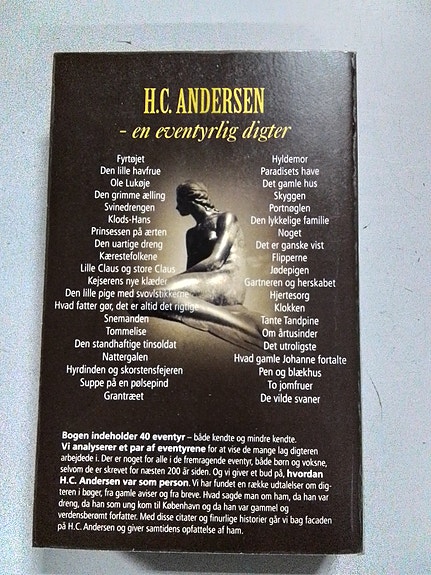 H.C. ANDERSEN
- en eventyrlig digter
Fyrtøjet
Den lille havfrue
Ole Lukøje
Den grimme ælling
Svinedrengen
Klods-Hans
Prinsessen på ærten
Den uartige dreng
Kærestefolkene
Lille Claus og store Claus
Kejserens nye klæder
Den lille pige med svovlstikkerne
Hvad fatter gør, det er altid det rigtige
Snemanden
Tommelise
Den standhaftige tinsoldat
Nattergalen
Hyrdinden og skorstensfejeren
Suppe på en pølsepind
Grantræet
Hyldemor
Paradisets have
Det gamle hus
Skyggen
Portnøglen
Den lykkelige familie
Noget
Det er ganske vist
Flipperne
Jødepigen
Gartneren og herskabet
Hjertesorg
Klokken
Tante Tandpine
Om årtusinder
Det utroligste
Hvad gamle Johanne fortalte
Pen og blækhus
To jomfruer
De vilde svaner
Bogen indeholder 40 eventyr – både kendte og mindre kendte.
Vi analyserer et par af eventyrene for at vise de mange lag digteren
arbejdede i. Der er noget for alle i de fremragende eventyr, både børn og voksne,
selvom de er skrevet for næsten 200 år siden. Og vi giver et bud på, hvordan
H.C. Andersen var som person. Vi har fundet en række udtalelser om dig-
teren i bøger, fra gamle aviser og fra breve. Hvad sagde man om ham, da han var
dreng, da han som ung kom til København og da han var gammel og
verdensberømt forfatter. Med disse citater og finurlige historier går vi bag facaden
på H.C. Andersen og giver samtidens opfattelse af ham.